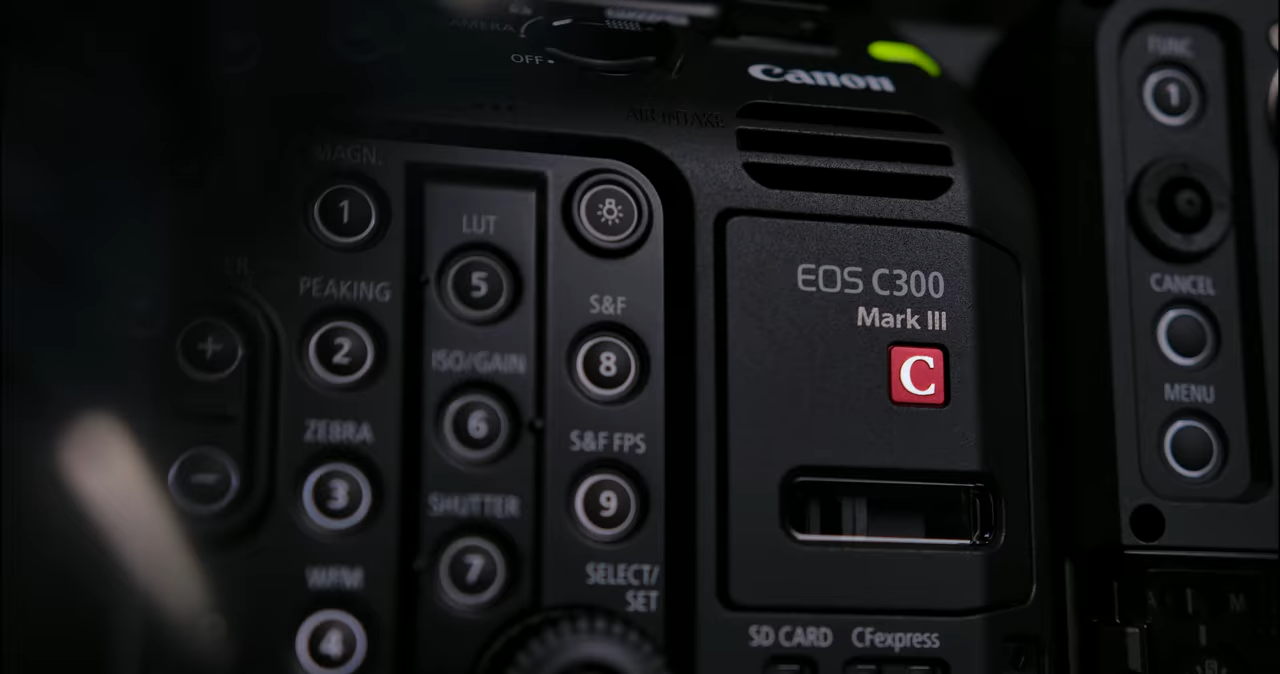 OFF
Canon
AIR INTAKE
MAGN.
1
PEAKING
2
ZEBRA
3
WFM
4
LUT
5
ISO/GAIN
6
SHUTTER
7
S&F
8
S&F FPS
9
SELECT/
SET
EOS C300
Mark III
C
SD CARD
CFexpress
FUNC
1
CANCEL
MENU